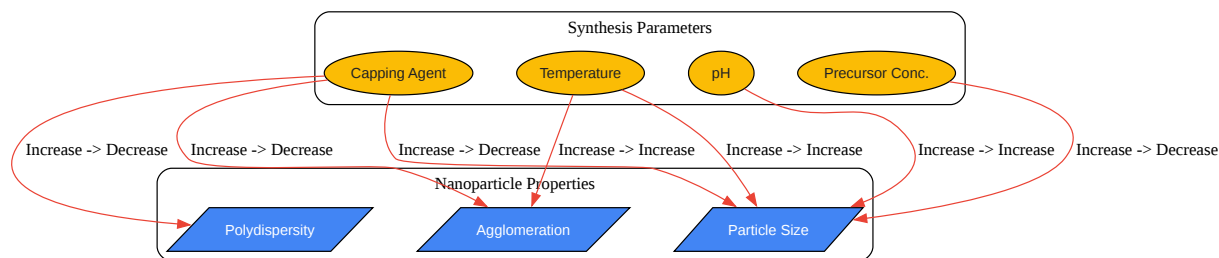 Synthesis Parameters
Capping Agent
Temperature
pH
Precursor Conc.
Increase -> Decrease
Increase -> Decrease
Increase -> Decrease
Increase -> Increase
Increase -> Increase
Increase -> Increase
Increase -> Decrease
Nanoparticle Properties
Polydispersity
Agglomeration
Particle Size